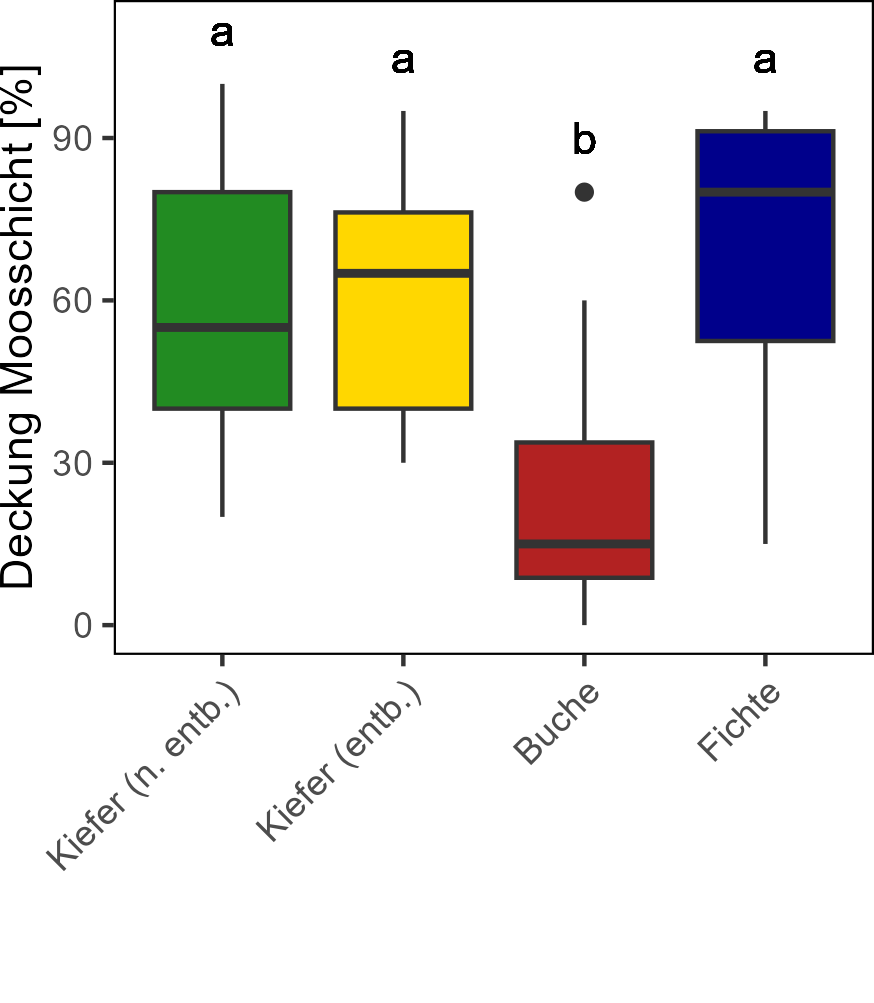 Deckung Moosschicht [%]
90
60
30
0
a
a
b
a
Kiefer (n. entb.)
Kiefer (entb.)
Buche
Fichte